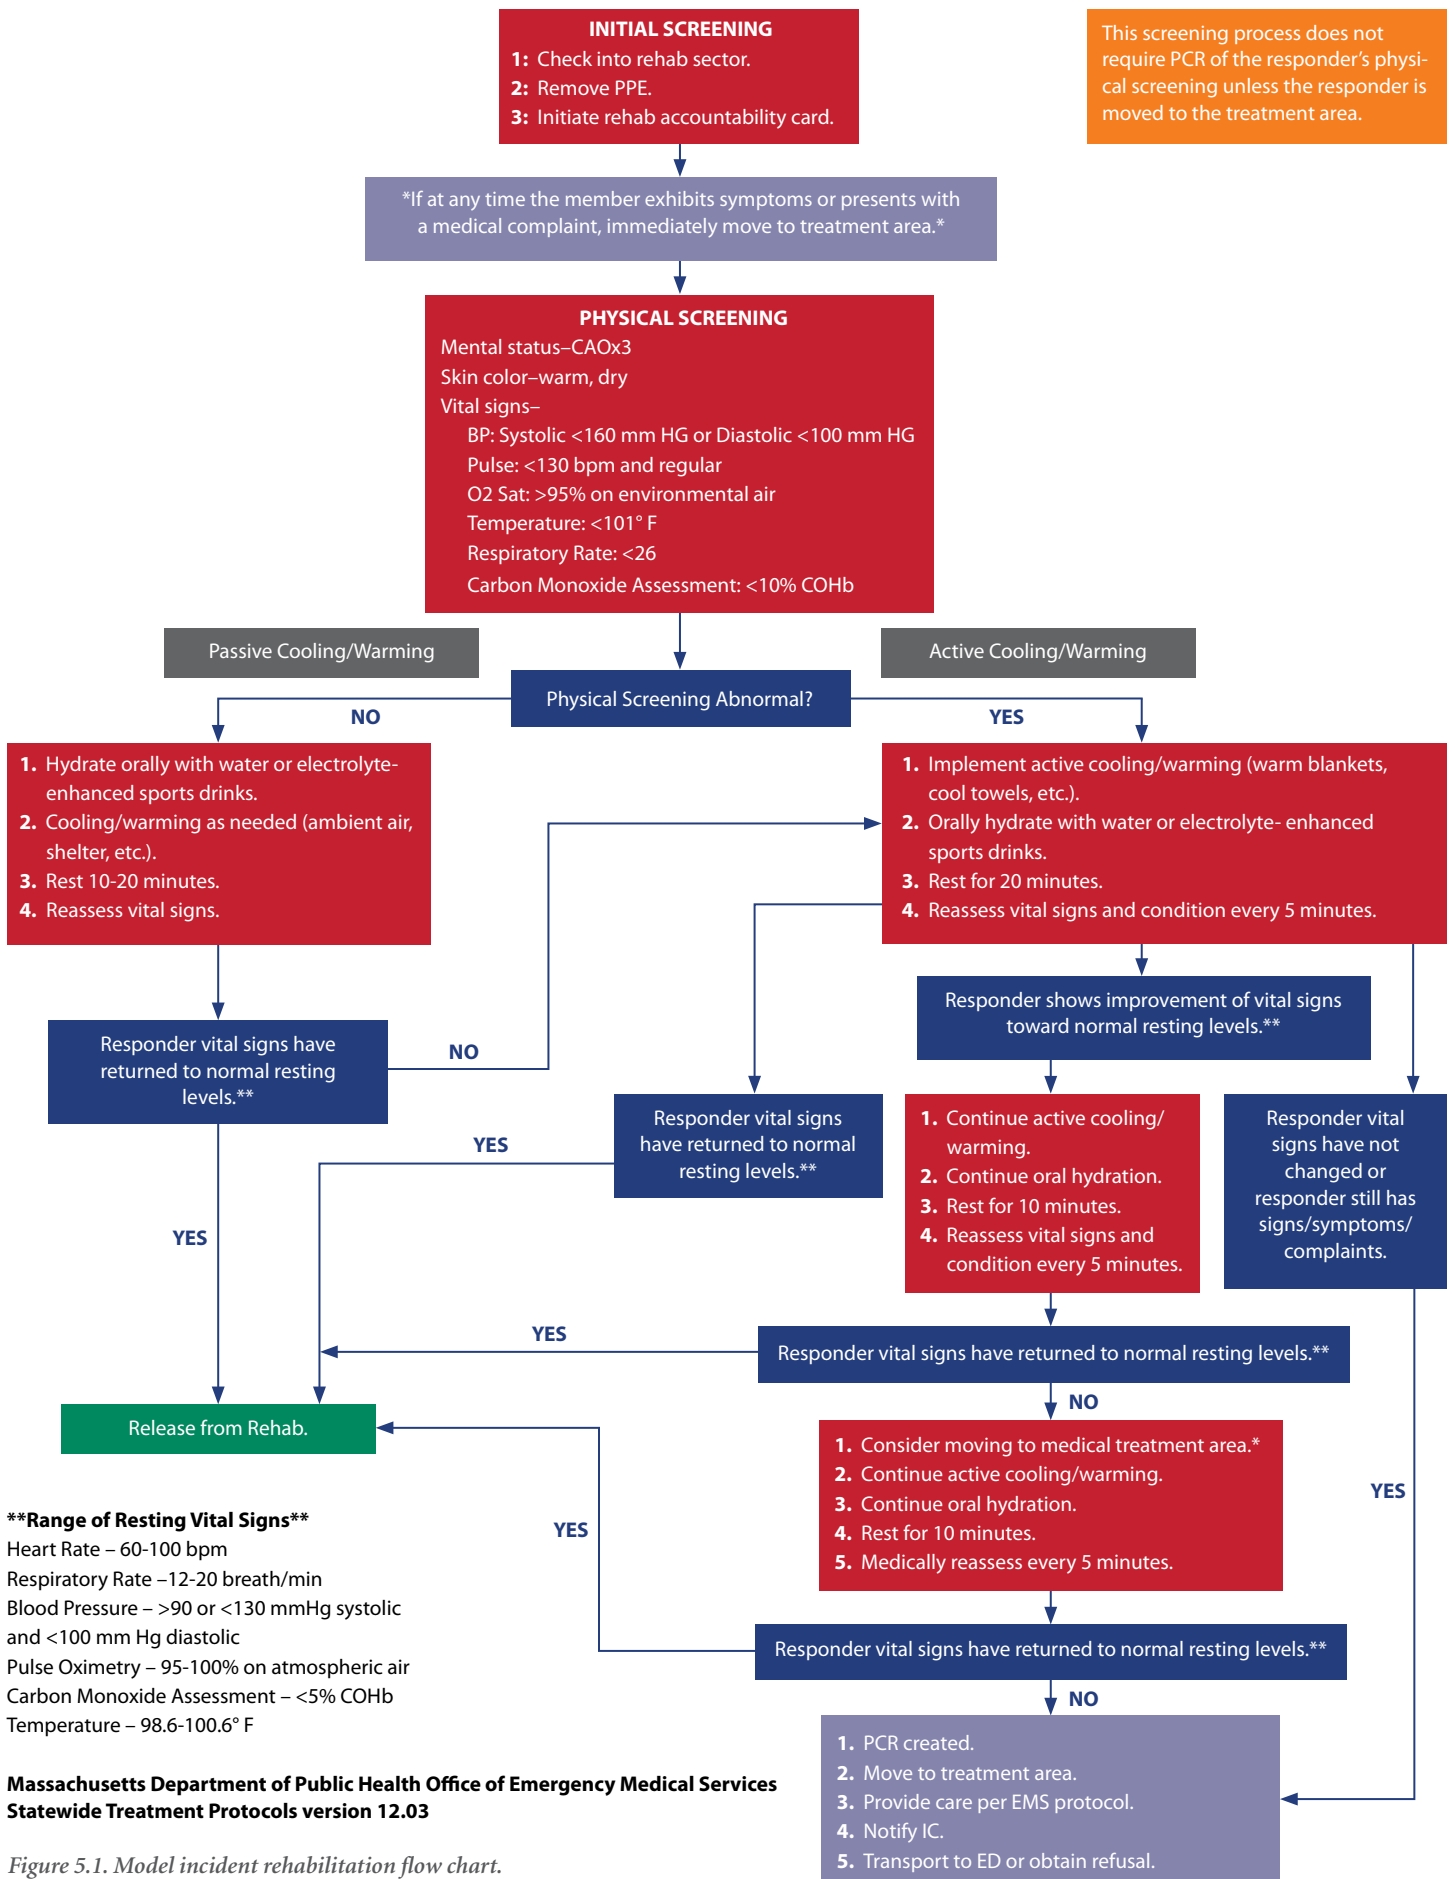 INITIAL SCREENING
1: Check into rehab sector.
2: Remove PPE.
3: Initiate rehab accountability card.
This screening process does not
require PCR of the responder's physi-
cal screening unless the responder is
moved to the treatment area.
*If at any time the member exhibits symptoms or presents with
a medical complaint, immediately move to treatment area.*
PHYSICAL SCREENING
Mental status–CAOx3
Skin color–warm, dry
Vital signs–
BP: Systolic <160 mm HG or Diastolic <100 mm HG
Pulse: <130 bpm and regular
O2 Sat: >95% on environmental air
Temperature: <101° F
Respiratory Rate: <26
Carbon Monoxide Assessment: <10% COHb
Passive Cooling/Warming
Active Cooling/Warming
Physical Screening Abnormal?
NO
YES
1. Hydrate orally with water or electrolyte-
enhanced sports drinks.
2. Cooling/warming as needed (ambient air,
shelter, etc.).
3. Rest 10-20 minutes.
4. Reassess vital signs.
1. Implement active cooling/warming (warm blankets,
cool towels, etc.).
2. Orally hydrate with water or electrolyte- enhanced
sports drinks.
3. Rest for 20 minutes.
4. Reassess vital signs and condition every 5 minutes.
Responder vital signs have
returned to normal resting
levels.**
NO
YES
Responder shows improvement of vital signs
toward normal resting levels.**
Responder vital signs
have returned to normal
resting levels.**
YES
1. Continue active cooling/
warming.
2. Continue oral hydration.
3. Rest for 10 minutes.
4. Reassess vital signs and
condition every 5 minutes.
Responder vital
signs have not
changed or
responder still has
signs/symptoms/
complaints.
YES
Responder vital signs have returned to normal resting levels.**
YES
NO
Release from Rehab.
1. Consider moving to medical treatment area.*
2. Continue active cooling/warming.
3. Continue oral hydration.
4. Rest for 10 minutes.
5. Medically reassess every 5 minutes.
Responder vital signs have returned to normal resting levels.**
YES
NO
1. PCR created.
2. Move to treatment area.
3. Provide care per EMS protocol.
4. Notify IC.
5. Transport to ED or obtain refusal.
**Range of Resting Vital Signs**
Heart Rate – 60-100 bpm
Respiratory Rate –12-20 breath/min
Blood Pressure – >90 or <130 mmHg systolic
and <100 mm Hg diastolic
Pulse Oximetry – 95-100% on atmospheric air
Carbon Monoxide Assessment – <5% COHb
Temperature – 98.6-100.6° F
Massachusetts Department of Public Health Office of Emergency Medical Services
Statewide Treatment Protocols version 12.03
Figure 5.1. Model incident rehabilitation flow chart.